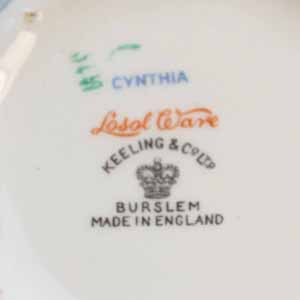 CYNTHIA
Losol Ware
KEELING & CO LTD
BURSLEM
MADE IN ENGLAND